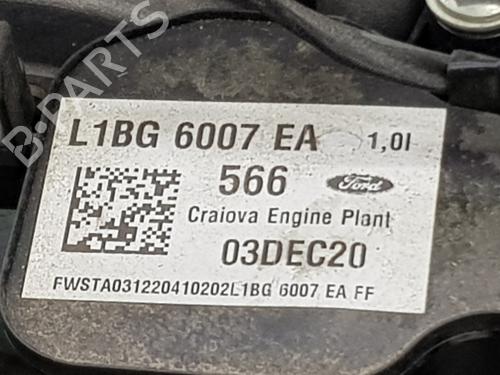 B-PARTS
L1BG 6007 EA 1,0l
566 Ford
Craiova Engine Plant
03DEC20
FWSTA031220410202L1BG 6007 EA FF